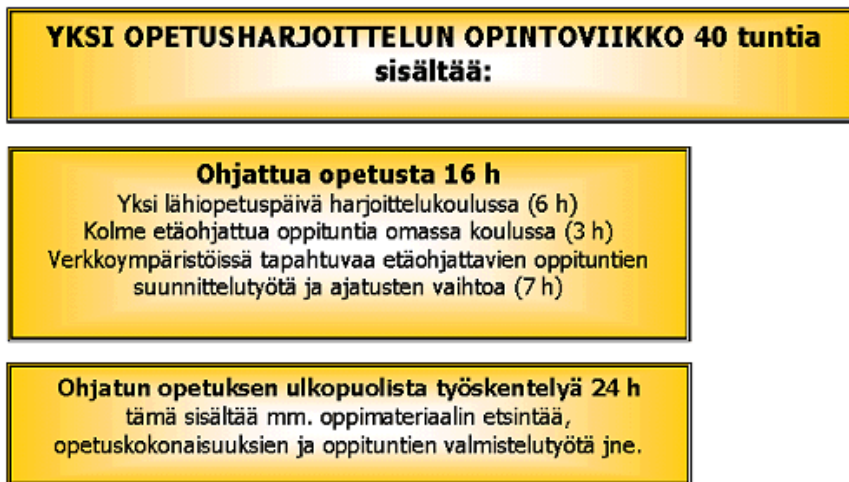 YKSI OPETUSHARJOITTELUN OPINTOVIIKKO 40 tuntia
sisältää:
Ohjattua opetusta 16 h
Yksi lähiopetuspäivä harjoittelukoulussa (6 h)
Kolme etäohjattua oppituntia omassa koulussa (3 h)
Verkkoympäristöissä tapahtuvaa etäohjattavien oppituntien
suunnittelutyötä ja ajatusten vaihtoa (7 h)
Ohjatun opetuksen ulkopuolista työskentelyä 24 h
tämä sisältää mm. oppimateriaalin etsintää,
opetuskokonaisuuksien ja oppituntien valmistelutyötä jne.